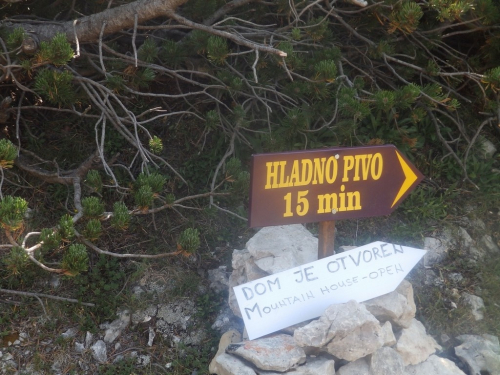 HLADNO PIVO
15 min
DOM JE OTVOREN
MOUNTAIN HOUSE-OPEN